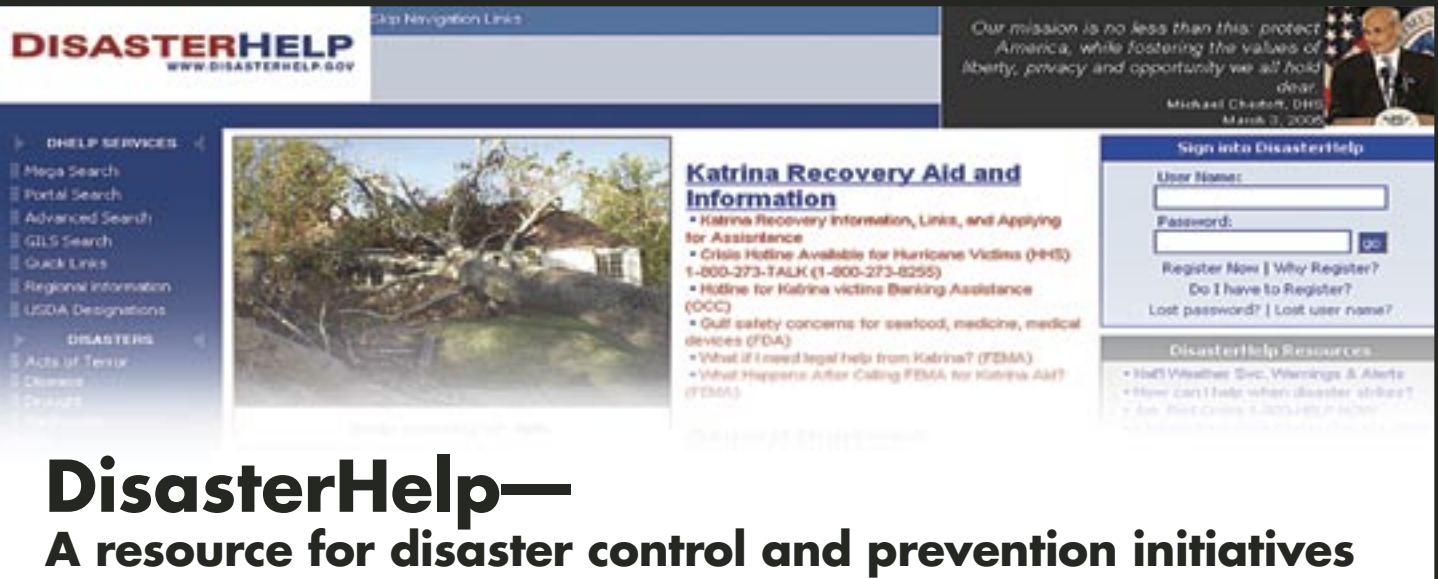 Skip Navigation Links
DISASTERHELP
WWW.DISASTERHELP.GOV
Our mission is no less than this: protect
America, while fostering the values of
liberty, privacy and opportunity we all hold
dear.
Michael Chertoff, DHS
March 3, 2005
DHELP SERVICES
Mega Search
Portal Search
Advanced Search
GILS Search
Quick Links
Regional Information
USDA Designations
DISASTERS
Acts of Terror
Disease
Drought
Katrina Recovery Aid and
Information
• Katrina Recovery Information, Links, and Applying
for Assistance
• Crisis Hotline Available for Hurricane Victims (HHS)
1-800-273-TALK (1-800-273-8255)
• Hotline for Katrina victims Banking Assistance
(OCC)
• Gulf safety concerns for seafood, medicine, medical
devices (FDA)
• What if I need legal help from Katrina? (FEMA)
• What Happens After Calling FEMA for Katrina Aid?
(FEMA)
Sign into DisasterHelp
User Name:
Password:
go
Register Now | Why Register?
Do I have to Register?
Lost password? | Lost user name?
DisasterHelp Resources
• Nat'l Weather Svc. Warnings & Alerts
• How can I help when disaster strikes?
DisasterHelp—
A resource for disaster control and prevention initiatives